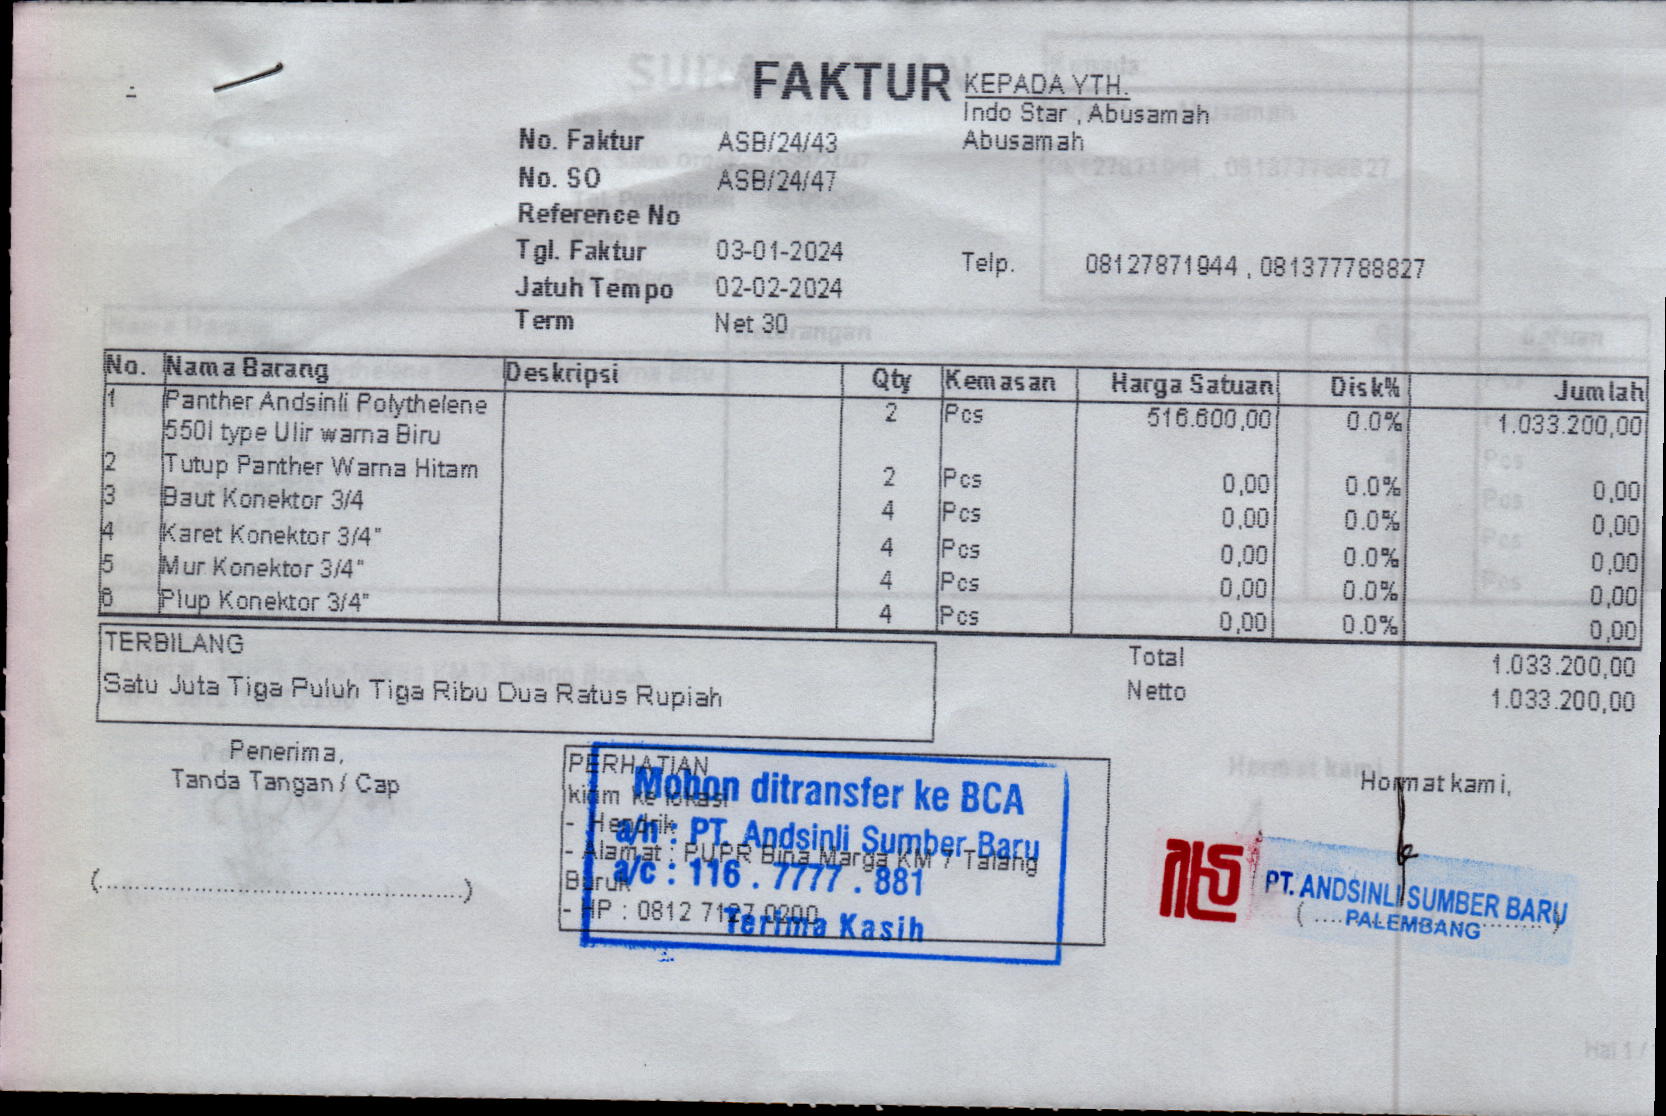 FAKTUR
KEPADA YTH.
Indo Star , Abusamah
Abusamah
No. Faktur ASB/24/43
No. SO ASB/24/47
Reference No
Tgl. Faktur 03-01-2024
Telp. 08127871944 , 081377788827
Jatuh Tempo 02-02-2024
Term Net 30
No. Nama Barang Deskripsi Qty Kemasan Harga Satuan Disk% Jumlah
1 Panther Andsinli Polythelene 2 Pcs 516.600,00 0.0% 1.033.200,00
550l type Ulir warna Biru
2 Tutup Panther Warna Hitam 2 Pcs 0,00 0.0% 0,00
3 Baut Konektor 3/4 4 Pcs 0,00 0.0% 0,00
4 Karet Konektor 3/4" 4 Pcs 0,00 0.0% 0,00
5 Mur Konektor 3/4" 4 Pcs 0,00 0.0% 0,00
6 Plup Konektor 3/4" 4 Pcs 0,00 0.0% 0,00
TERBILANG
Satu Juta Tiga Puluh Tiga Ribu Dua Ratus Rupiah
Total 1.033.200,00
Netto 1.033.200,00
Penerima,
Tanda Tangan / Cap
(..........................................................)
PERHATIAN
kirim ke lokasi
- Hendrik
- Alamat : PUPR Bina Marga KM 7 Talang
Buruk
- HP : 0812 7127 0200
Mohon ditransfer ke BCA
a/n : PT. Andsinli Sumber Baru
a/c : 116 . 7777 . 881
Terima Kasih
Hormat kami,
PT. ANDSINLI SUMBER BARU
PALEMBANG